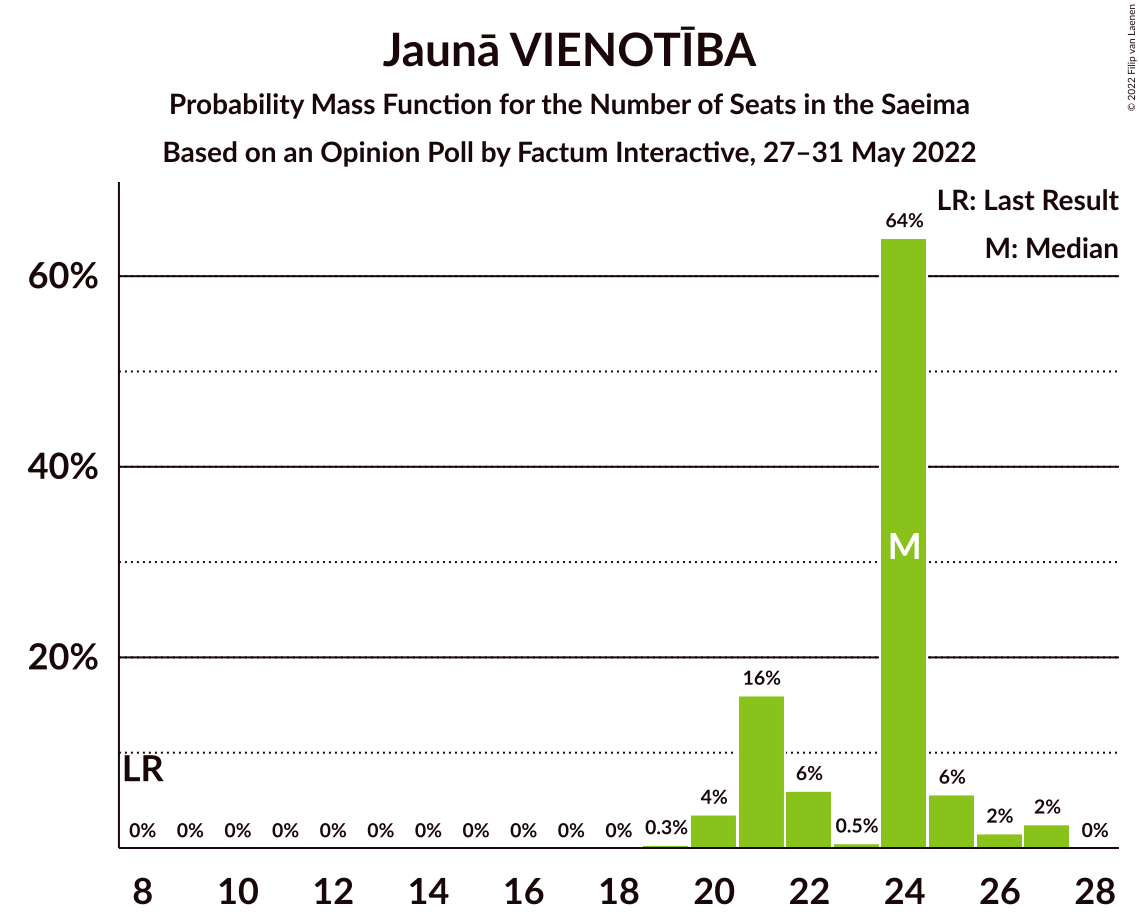 Jaunā VIENOTĪBA
Probability Mass Function for the Number of Seats in the Saeima
Based on an Opinion Poll by Factum Interactive, 27–31 May 2022
© 2022 Filip van Laenen
LR: Last Result
M: Median
60%
40%
20%
LR
M
0% 0% 0% 0% 0% 0% 0% 0% 0% 0% 0% 0.3% 4% 16% 6% 0.5% 64% 6% 2% 2% 0%
8 10 12 14 16 18 20 22 24 26 28